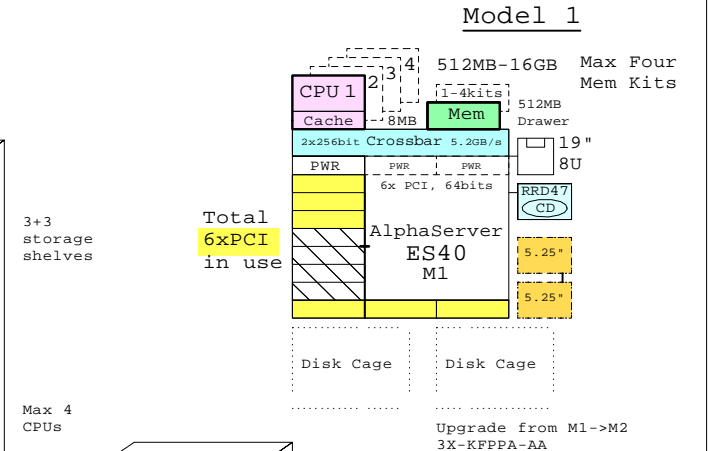 Model 1
512MB-16GB Max Four
Mem Kits
CPU 1 2 3 4
1-4kits
Cache 8MB Mem
512MB
Drawer
2x256bit Crossbar 5.2GB/s
19"
8U
PWR PWR PWR
6x PCI, 64bits
RRD47
CD
3+3
storage
shelves
Total
6xPCI
in use
AlphaServer
ES40
M1
5.25"
5.25"
Disk Cage Disk Cage
Max 4
CPUs
Upgrade from M1->M2
3X-KFPPA-AA